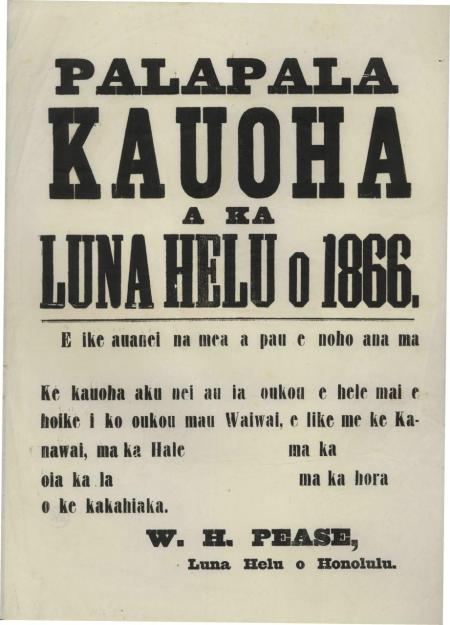 PALAPALA
KAUOHA
A KA
LUNA HELU o 1866.
E ike auanei na mea a pau e noho ana ma
Ke kauoha aku nei au ia oukou e hele mai e
hoike i ko oukou mau Waiwai, e like me ke Ka-
nawai, ma ka Hale ma ka
oia ka la ma ka hora
o ke kakahiaka.
W. H. PEASE,
Luna Helu o Honolulu.